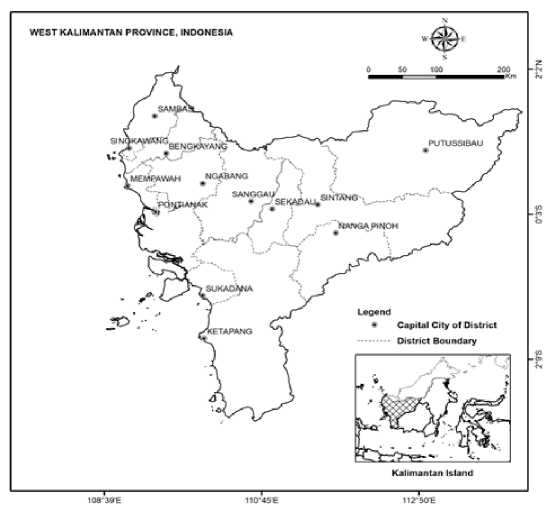 WEST KALIMANTAN PROVINCE, INDONESIA
N
W E
S
0 50 100 200
Km
2°2'N
SAMBAS
SINGKAWANG
BENGKAYANG
PUTUSSIBAU
MEMPAWAH
NGABANG
SANGGAU
SEKADAU
SINTANG
PONTIANAK
0°3'S
NANGA PINOH
SUKADANA
Legend
Capital City of District
KETAPANG
District Boundary
2°9'S
Kalimantan Island
108°39'E 110°45'E 112°50'E